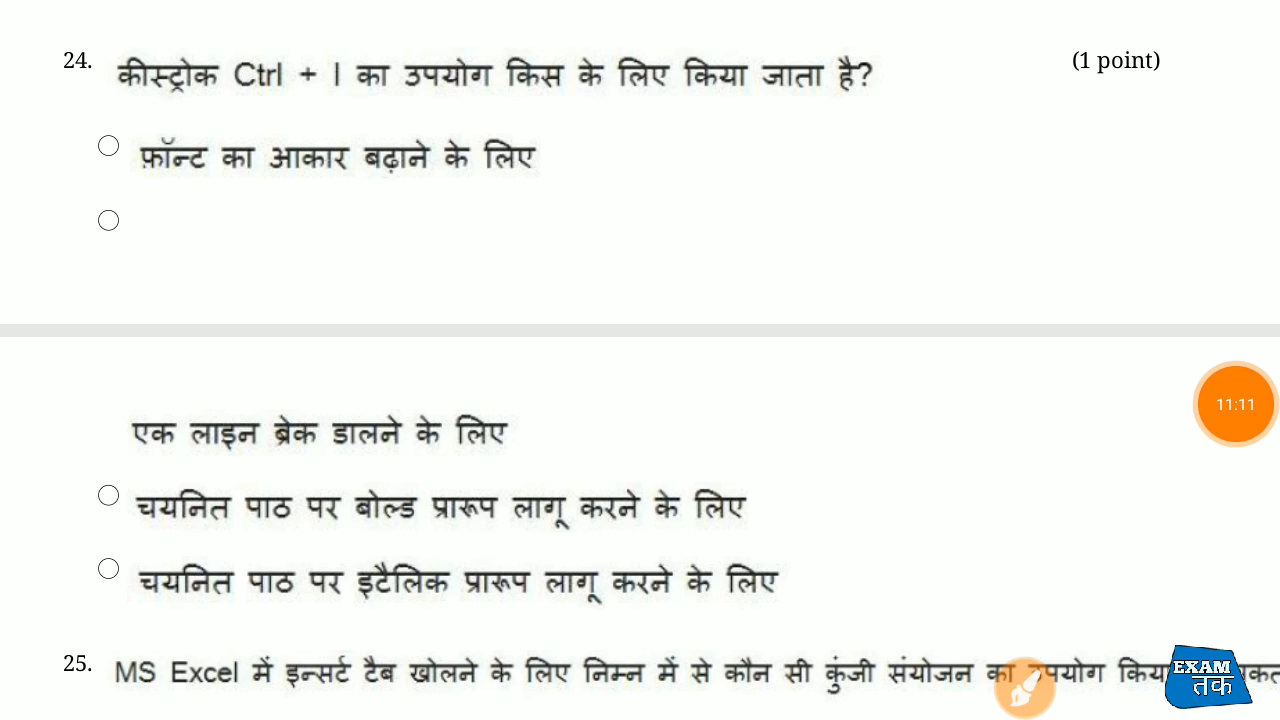 24. कीस्ट्रोक Ctrl + I का उपयोग किस के लिए किया जाता है? (1 point)
फ़ॉन्ट का आकार बढ़ाने के लिए
एक लाइन ब्रेक डालने के लिए
11:11
चयनित पाठ पर बोल्ड प्रारूप लागू करने के लिए
चयनित पाठ पर इटैलिक प्रारूप लागू करने के लिए
25. MS Excel में इन्सर्ट टैब खोलने के लिए निम्न में से कौन सी कुंजी संयोजन का उपयोग
EXAM
तक